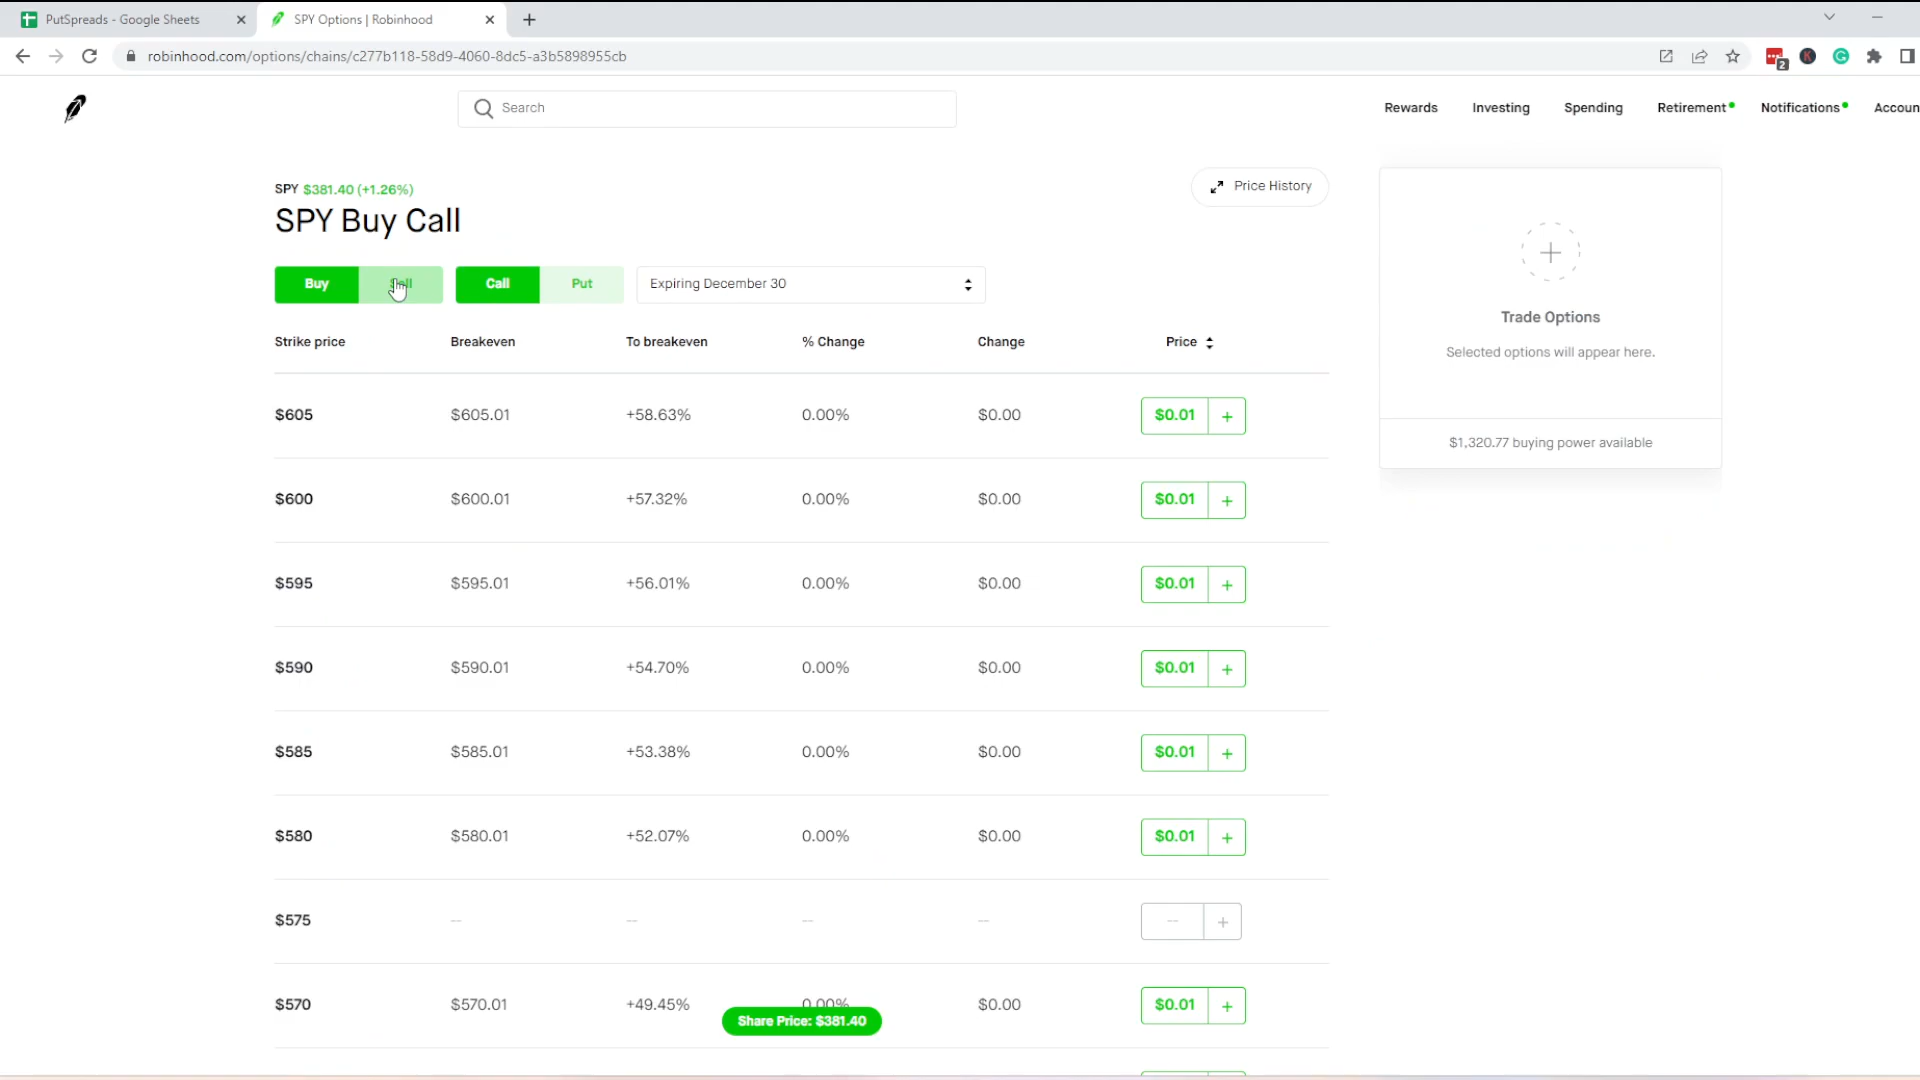 PutSpreads - Google Sheets
SPY Options | Robinhood
robinhood.com/options/chains/c277b118-58d9-4060-8dc5-a3b5898955cb
2
Search
Rewards
Investing
Spending
Retirement
Notifications
Accoun
SPY $381.40 (+1.26%)
SPY Buy Call
Price History
Buy
Call
Put
Expiring December 30
Strike price Breakeven To breakeven % Change Change Price
$605 $605.01 +58.63% 0.00% $0.00 $0.01 +
$600 $600.01 +57.32% 0.00% $0.00 $0.01 +
$595 $595.01 +56.01% 0.00% $0.00 $0.01 +
$590 $590.01 +54.70% 0.00% $0.00 $0.01 +
$585 $585.01 +53.38% 0.00% $0.00 $0.01 +
$580 $580.01 +52.07% 0.00% $0.00 $0.01 +
$575 -- -- -- -- -- +
$570 $570.01 +49.45% 0.00% $0.00 $0.01 +
Share Price: $381.40
Trade Options
Selected options will appear here.
$1,320.77 buying power available